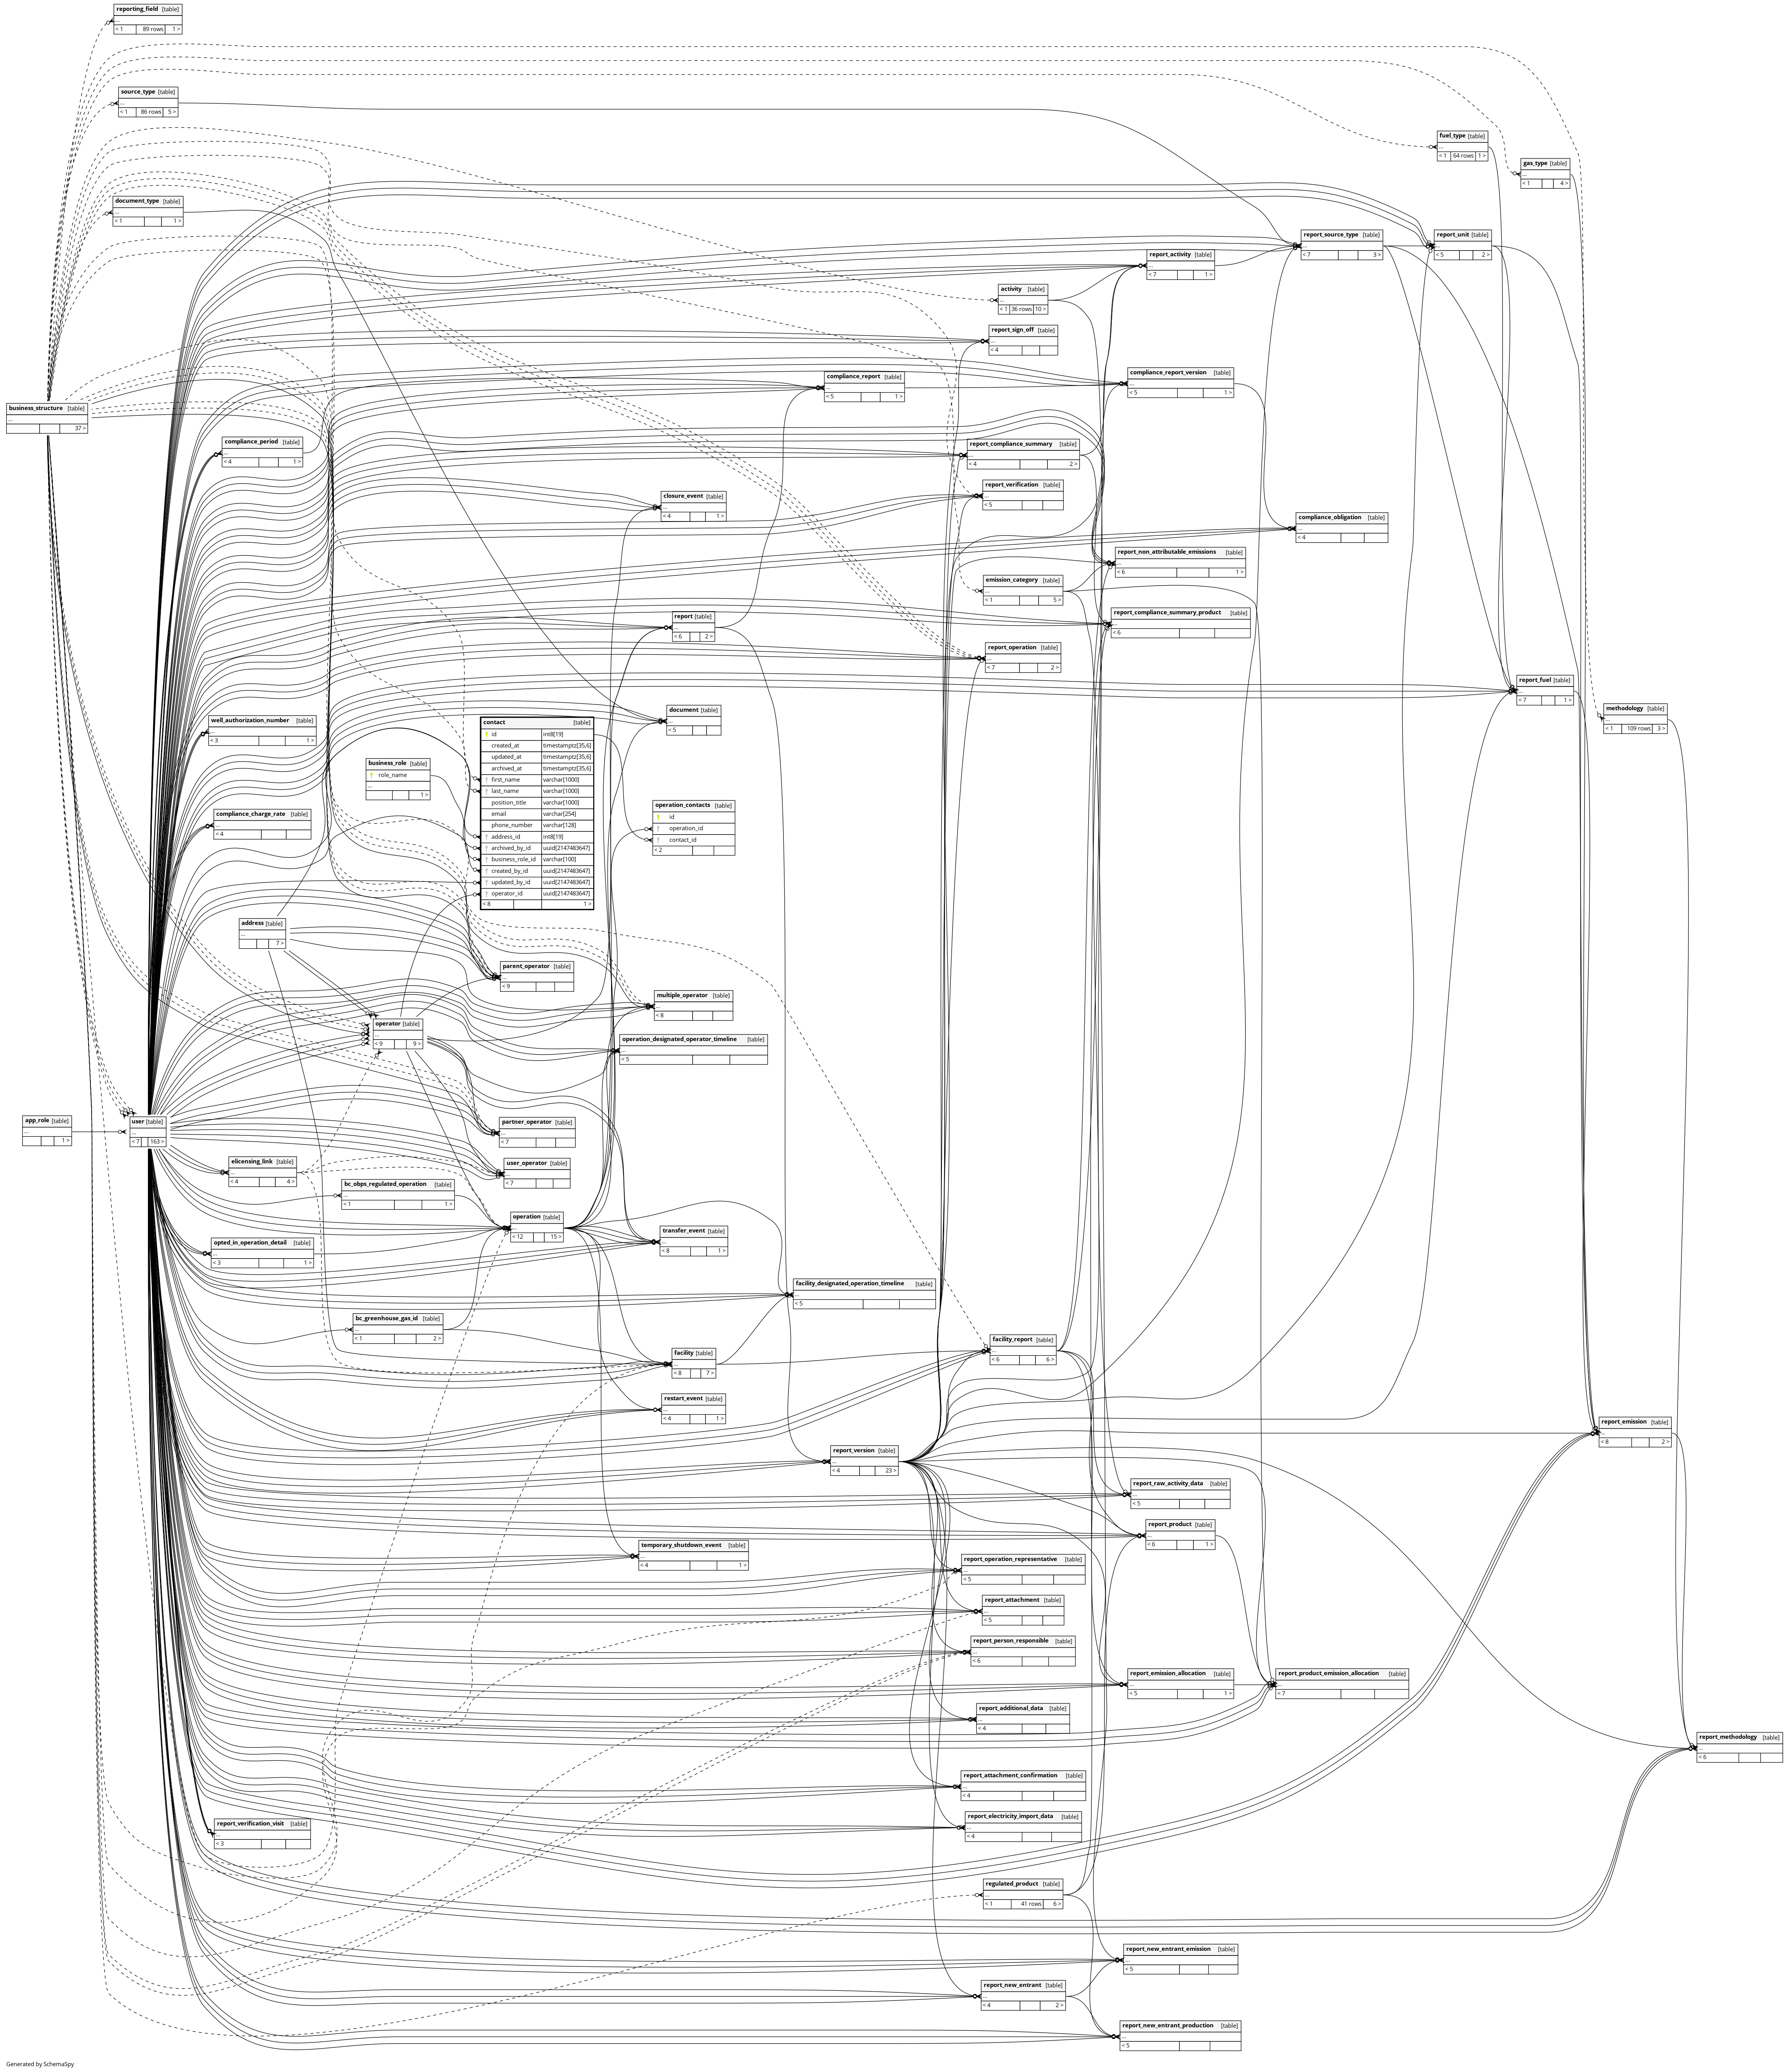 reporting_field [table]
...
< 1 89 rows 1 >
source_type [table]
...
< 1 86 rows 5 >
fuel_type [table]
...
< 1 64 rows 1 >
gas_type [table]
...
< 1 4 >
document_type [table]
...
< 1 1 >
report_source_type [table]
...
< 7 3 >
report_unit [table]
...
< 5 2 >
report_activity [table]
...
< 7 1 >
activity [table]
...
< 1 36 rows 10 >
report_sign_off [table]
...
< 4
compliance_report_version [table]
...
< 5 1 >
compliance_report [table]
...
< 5 1 >
business_structure [table]
...
37 >
compliance_period [table]
...
< 4 1 >
report_compliance_summary [table]
...
< 4 2 >
report_verification [table]
...
< 5
closure_event [table]
...
< 4 1 >
compliance_obligation [table]
...
< 4
report_non_attributable_emissions [table]
...
< 6 1 >
emission_category [table]
...
< 1 5 >
report_compliance_summary_product [table]
...
< 6
report [table]
...
< 6 2 >
report_operation [table]
...
< 7 2 >
report_fuel [table]
...
< 7 1 >
methodology [table]
...
< 1 109 rows 3 >
document [table]
...
< 5
well_authorization_number [table]
...
< 3 1 >
contact [table]
id int8[19]
created_at timestamptz[35,6]
updated_at timestamptz[35,6]
archived_at timestamptz[35,6]
first_name varchar[1000]
last_name varchar[1000]
position_title varchar[1000]
email varchar[254]
phone_number varchar[128]
address_id int8[19]
archived_by_id uuid[2147483647]
business_role_id varchar[100]
created_by_id uuid[2147483647]
updated_by_id uuid[2147483647]
operator_id uuid[2147483647]
< 8 1 >
business_role [table]
role_name
...
1 >
operation_contacts [table]
id
operation_id
contact_id
< 2
compliance_charge_rate [table]
...
< 4
address [table]
...
7 >
parent_operator [table]
...
< 9
multiple_operator [table]
...
< 8
operator [table]
...
< 9 9 >
operation_designated_operator_timeline [table]
...
< 5
app_role [table]
...
1 >
user [table]
...
< 7 163 >
partner_operator [table]
...
< 7
elicensing_link [table]
...
< 4 4 >
user_operator [table]
...
< 7
bc_obps_regulated_operation [table]
...
< 1 1 >
operation [table]
...
< 12 15 >
transfer_event [table]
...
< 8 1 >
opted_in_operation_detail [table]
...
< 3 1 >
facility_designated_operation_timeline [table]
...
< 5
bc_greenhouse_gas_id [table]
...
< 1 2 >
facility_report [table]
...
< 6 6 >
facility [table]
...
< 8 7 >
restart_event [table]
...
< 4 1 >
report_emission [table]
...
< 8 2 >
report_version [table]
...
< 4 23 >
report_raw_activity_data [table]
...
< 5
report_product [table]
...
< 6 1 >
temporary_shutdown_event [table]
...
< 4 1 >
report_operation_representative [table]
...
< 5
report_attachment [table]
...
< 5
report_person_responsible [table]
...
< 6
report_emission_allocation [table]
...
< 5 1 >
report_product_emission_allocation [table]
...
< 7
report_additional_data [table]
...
< 4
report_methodology [table]
...
< 6
report_attachment_confirmation [table]
...
< 4
report_electricity_import_data [table]
...
< 4
report_verification_visit [table]
...
< 3
regulated_product [table]
...
< 1 41 rows 6 >
report_new_entrant_emission [table]
...
< 5
report_new_entrant [table]
...
< 4 2 >
report_new_entrant_production [table]
...
< 5
Generated by SchemaSpy